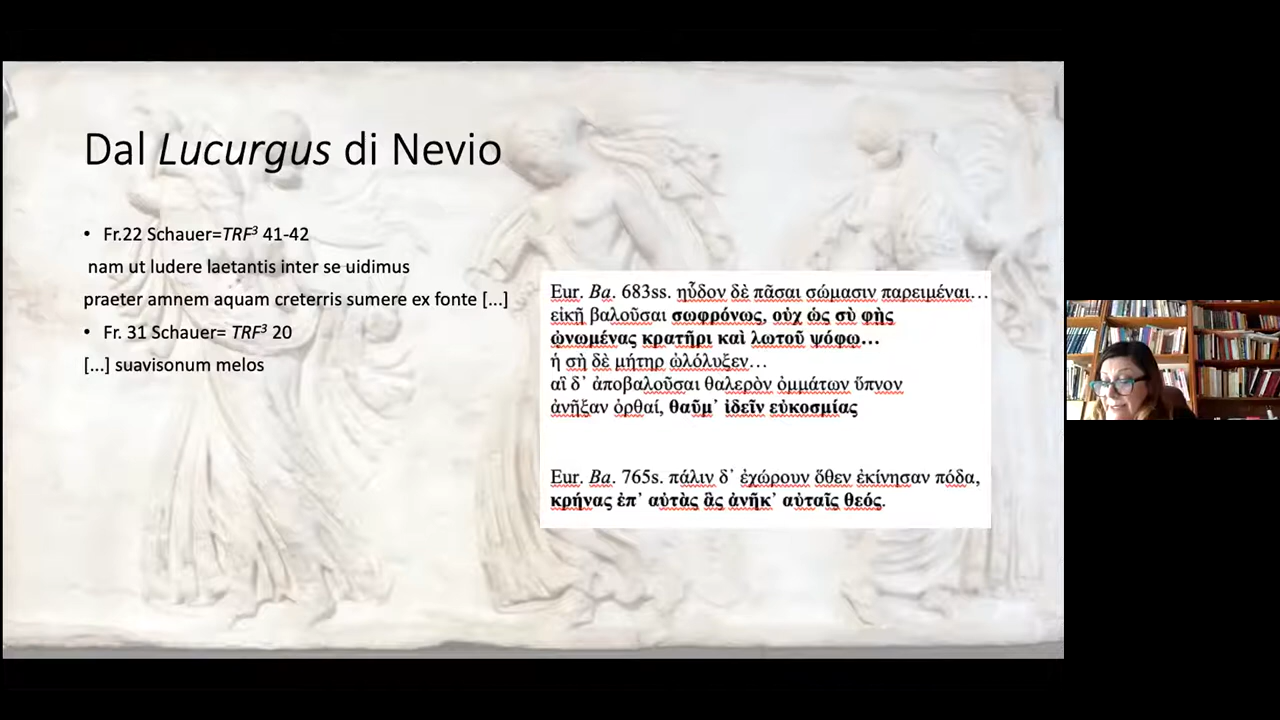 Dal Lucurgus di Nevio
• Fr.22 Schauer=TRF³ 41-42
nam ut ludere laetantis inter se uidimus
praeter amnem aquam creterris sumere ex fonte [...]
• Fr. 31 Schauer= TRF³ 20
[...] suavisonum melos
Eur. Ba. 683ss. ηὗδον δὲ πᾶσαι σώμασιν παρειμέναι…
εἰκῇ βαλοῦσαι σωφρόνως, οὐχ ὡς σὺ φῂς
ᾠνωμένας κρατῆρι καὶ λωτοῦ ψόφῳ…
ἡ σὴ δὲ μήτηρ ὠλόλυξεν…
αἳ δ᾽ ἀποβαλοῦσαι θαλερὸν ὀμμάτων ὕπνον
ἀνῇξαν ὀρθαί, θαῦμ᾽ ἰδεῖν εὐκοσμίας
Eur. Ba. 765s. πάλιν δ᾽ ἐχώρουν ὅθεν ἐκίνησαν πόδα,
κρήνας ἐπ᾽ αὐτὰς ἃς ἀνῆκ᾽ αὐταῖς θεός.